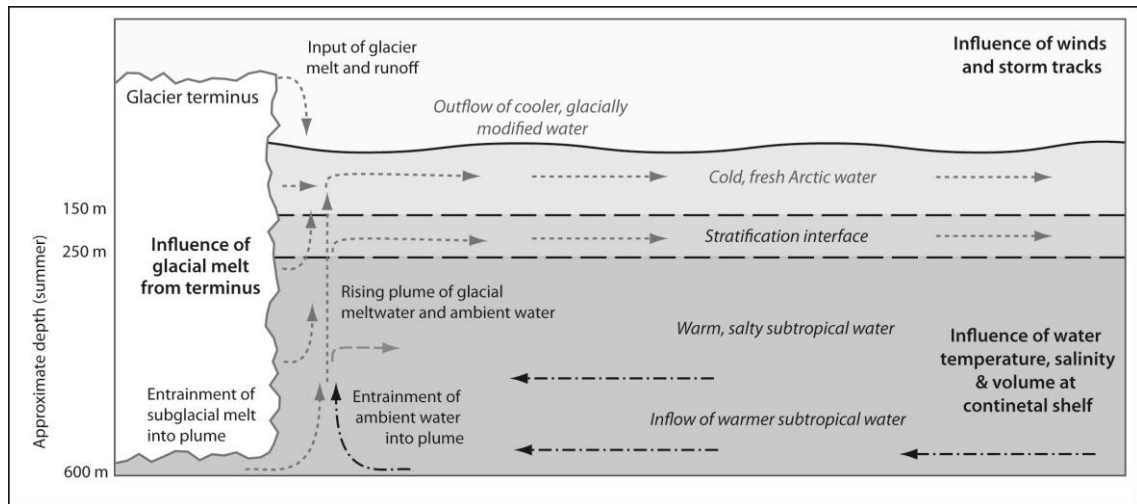 Input of glacier
melt and runoff
Influence of winds
and storm tracks
Glacier terminus
Outflow of cooler, glacially
modified water
Cold, fresh Arctic water
150 m
Stratification interface
250 m
Influence of
glacial melt
from terminus
Approximate depth (summer)
Rising plume of glacial
meltwater and ambient water
Warm, salty subtropical water
Influence of water
temperature, salinity
& volume at
continetal shelf
Entrainment of
subglacial melt
into plume
Entrainment of
ambient water
into plume
Inflow of warmer subtropical water
600 m